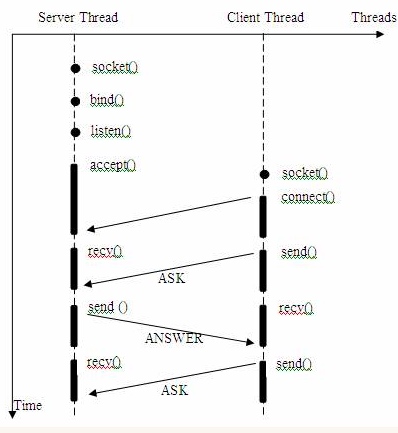 Server Thread Client Thread Threads
socket()
bind()
listen()
accept()
socket()
connect()
recv()
send()
ASK
send ()
recv()
ANSWER
recv()
send()
ASK
Time